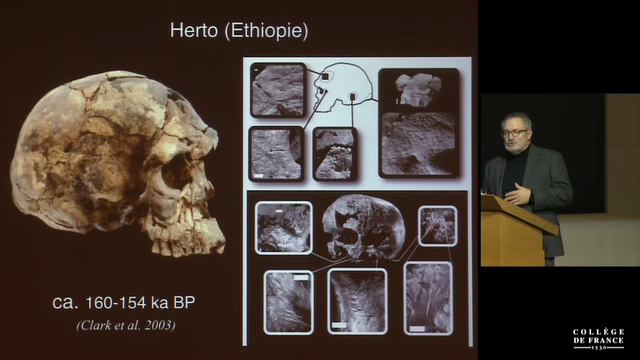 Herto (Ethiopie)
ca. 160-154 ka BP
(Clark et al. 2003)
COLLÈGE
DE FRANCE
1530